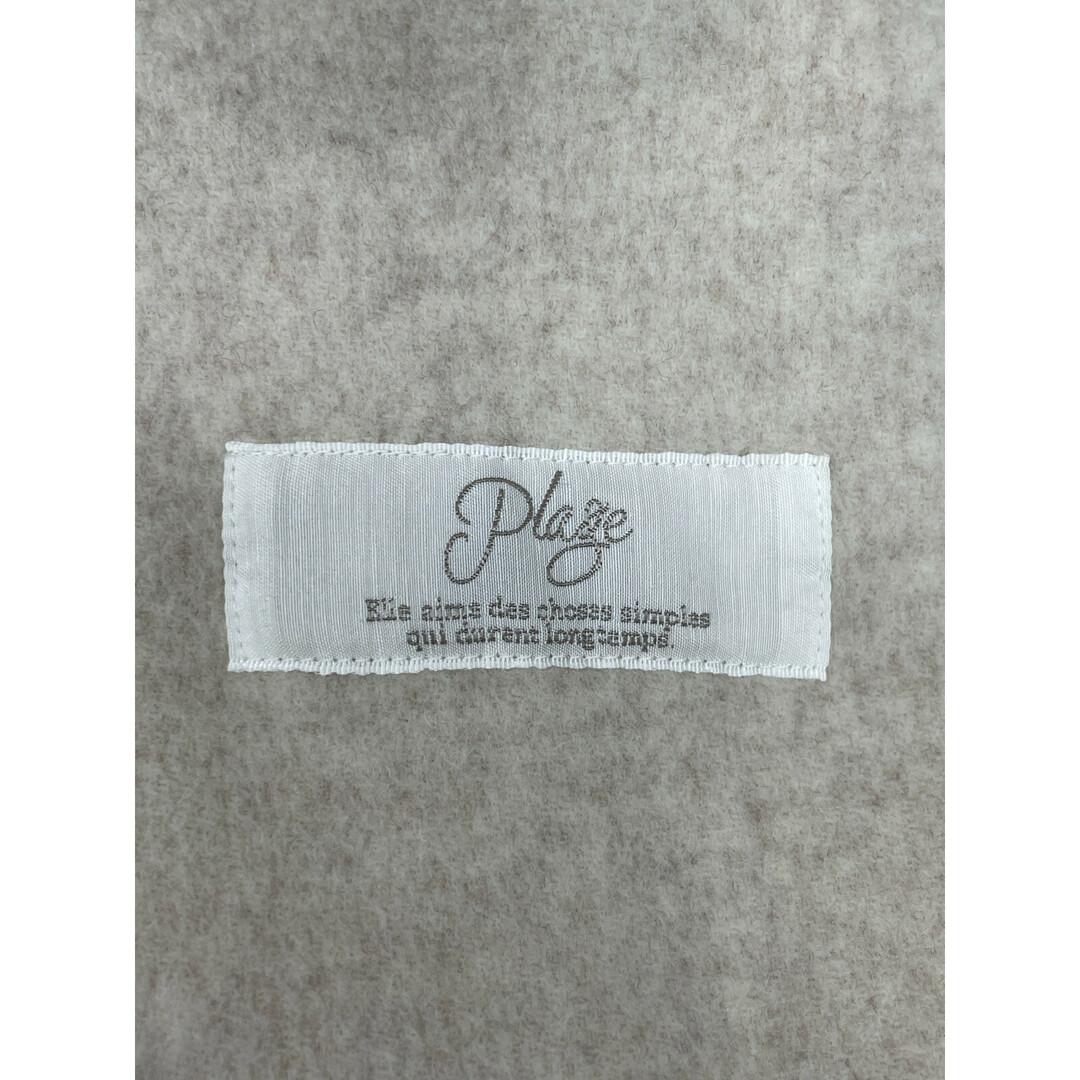 Plage
Elle aime des choses simples
qui durent longtemps.